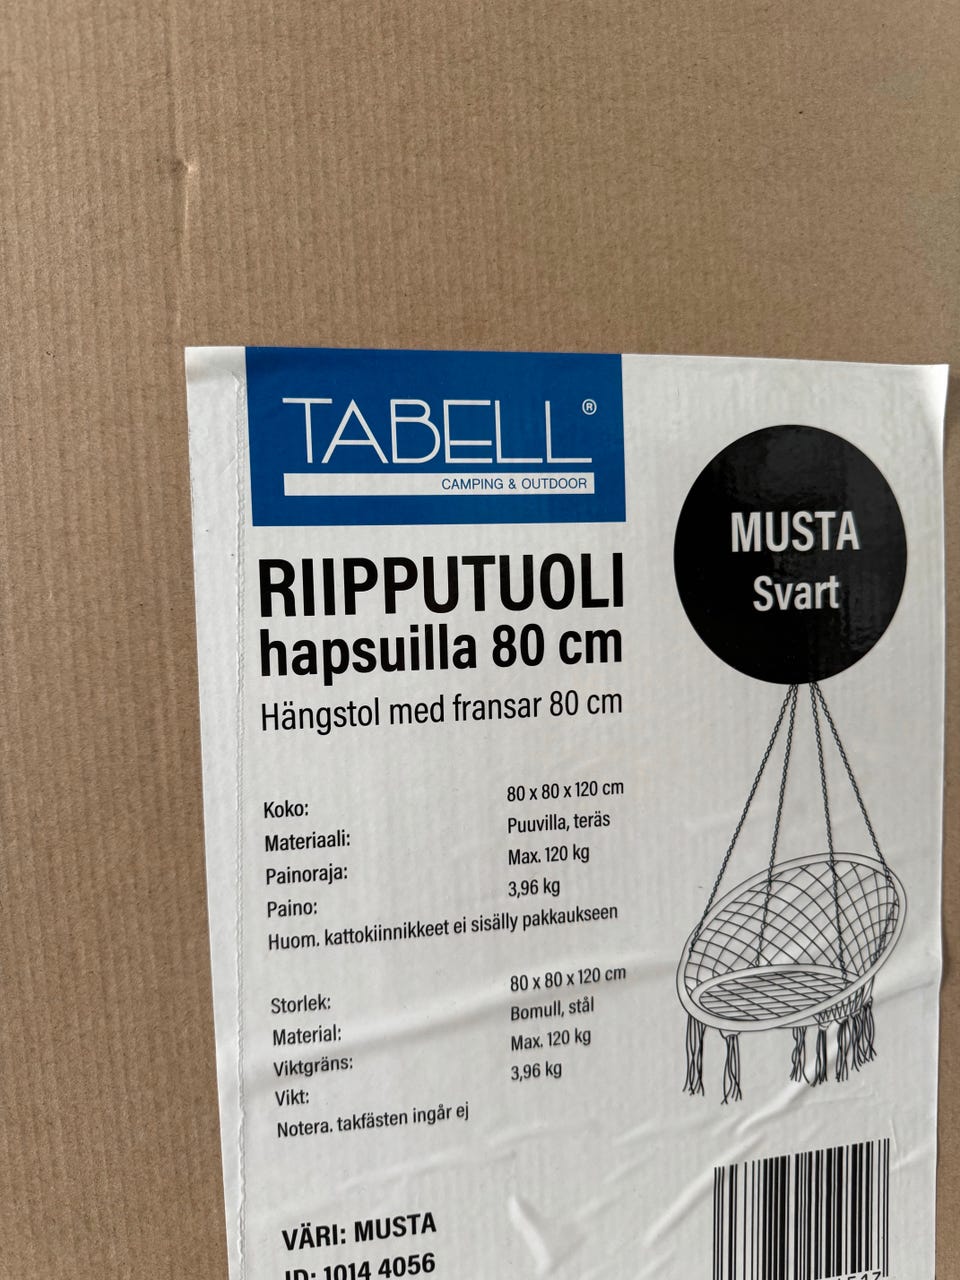 TABELL®
CAMPING & OUTDOOR
MUSTA
Svart
RIIPPUTUOLI
hapsuilla 80 cm
Hängstol med fransar 80 cm
Koko: 80 x 80 x 120 cm
Materiaali: Puuvilla, teräs
Painoraja: Max. 120 kg
Paino: 3,96 kg
Huom. kattokiinnikkeet ei sisälly pakkaukseen
Storlek: 80 x 80 x 120 cm
Material: Bomull, stål
Viktgräns: Max. 120 kg
Vikt: 3,96 kg
Notera. takfästen ingår ej
VÄRI: MUSTA
ID: 1014 4056